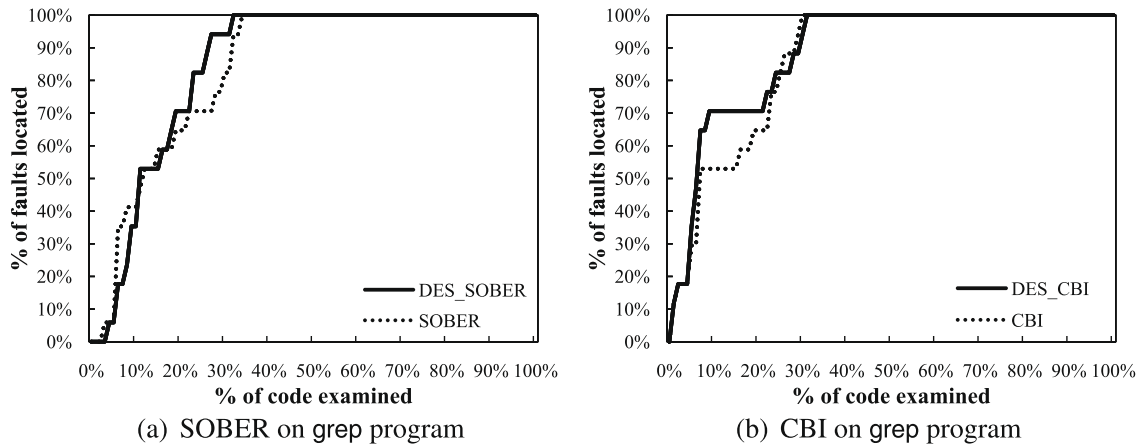 100%
90%
80%
70%
60%
50%
40%
30%
20%
10%
0%
% of faults located
DES_SOBER
SOBER
0% 10% 20% 30% 40% 50% 60% 70% 80% 90% 100%
% of code examined
(a) SOBER on grep program
100%
90%
80%
70%
60%
50%
40%
30%
20%
10%
0%
% of faults located
DES_CBI
CBI
0% 10% 20% 30% 40% 50% 60% 70% 80% 90% 100%
% of code examined
(b) CBI on grep program